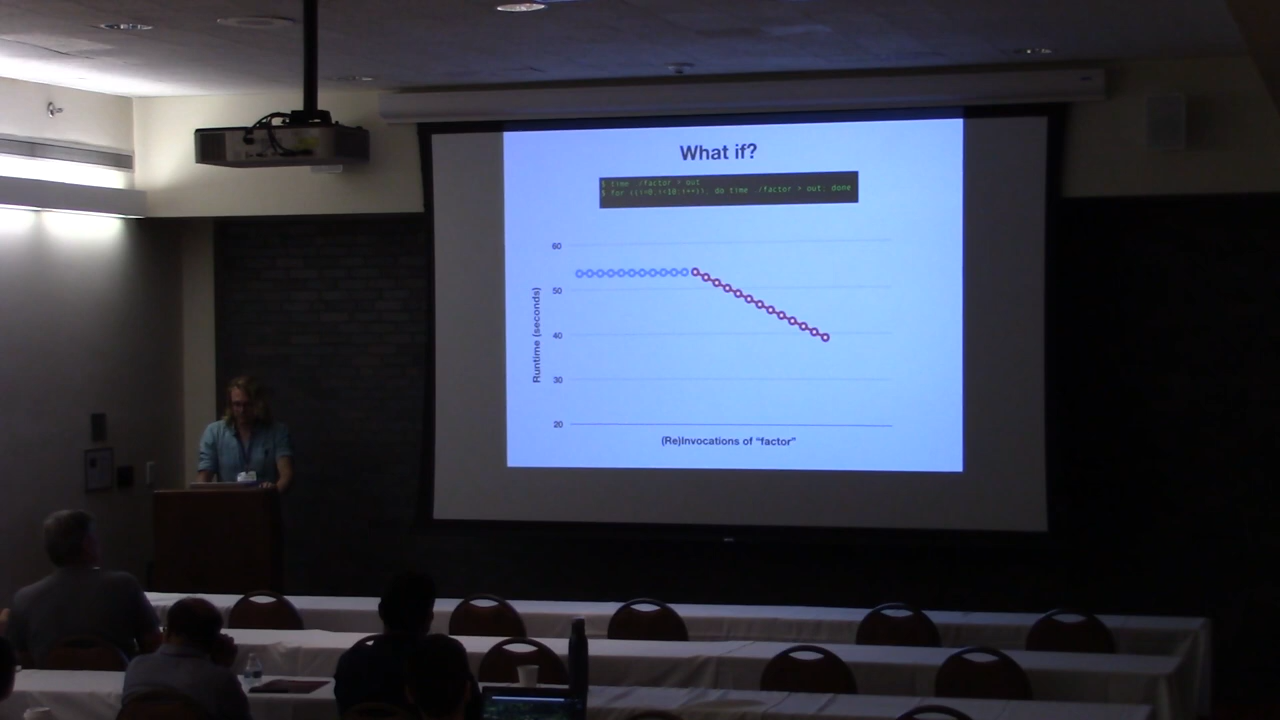 What if?
$ time ./factor > out
$ for ((i=0;i<10;i++)); do time ./factor > out; done
60
50
40
30
20
Runtime (seconds)
(Re)Invocations of "factor"